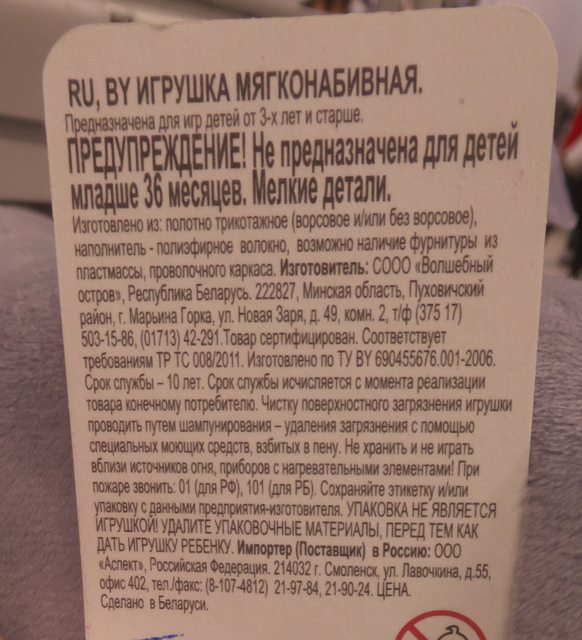 RU, BY ИГРУШКА МЯГКОНАБИВНАЯ.
Предназначена для игр детей от 3-х лет и старше.
ПРЕДУПРЕЖДЕНИЕ! Не предназначена для детей
младше 36 месяцев. Мелкие детали.
Изготовлено из: полотно трикотажное (ворсовое и/или без ворсовое),
наполнитель - полиэфирное волокно, возможно наличие фурнитуры из
пластмассы, проволочного каркаса. Изготовитель: СООО «Волшебный
остров», Республика Беларусь. 222827, Минская область, Пуховичский
район, г. Марьина Горка, ул. Новая Заря, д. 49, комн. 2, т/ф (375 17)
503-15-86, (01713) 42-291.Товар сертифицирован. Соответствует
требованиям ТР ТС 008/2011. Изготовлено по ТУ BY 690455676.001-2006.
Срок службы – 10 лет. Срок службы исчисляется с момента реализации
товара конечному потребителю. Чистку поверхностного загрязнения игрушки
проводить путем шампунирования – удаления загрязнения с помощью
специальных моющих средств, взбитых в пену. Не хранить и не играть
вблизи источников огня, приборов с нагревательными элементами! При
пожаре звонить: 01 (для РФ), 101 (для РБ). Сохраняйте этикетку и/или
упаковку с данными предприятия-изготовителя. УПАКОВКА НЕ ЯВЛЯЕТСЯ
ИГРУШКОЙ! УДАЛИТЕ УПАКОВОЧНЫЕ МАТЕРИАЛЫ, ПЕРЕД ТЕМ КАК
ДАТЬ ИГРУШКУ РЕБЕНКУ. Импортер (Поставщик) в Россию: ООО
«Аспект», Российская Федерация. 214032 г. Смоленск, ул. Лавочкина, д.55,
офис 402, тел./факс: (8-107-4812) 21-97-84, 21-90-24. ЦЕНА.
Сделано в Беларуси.